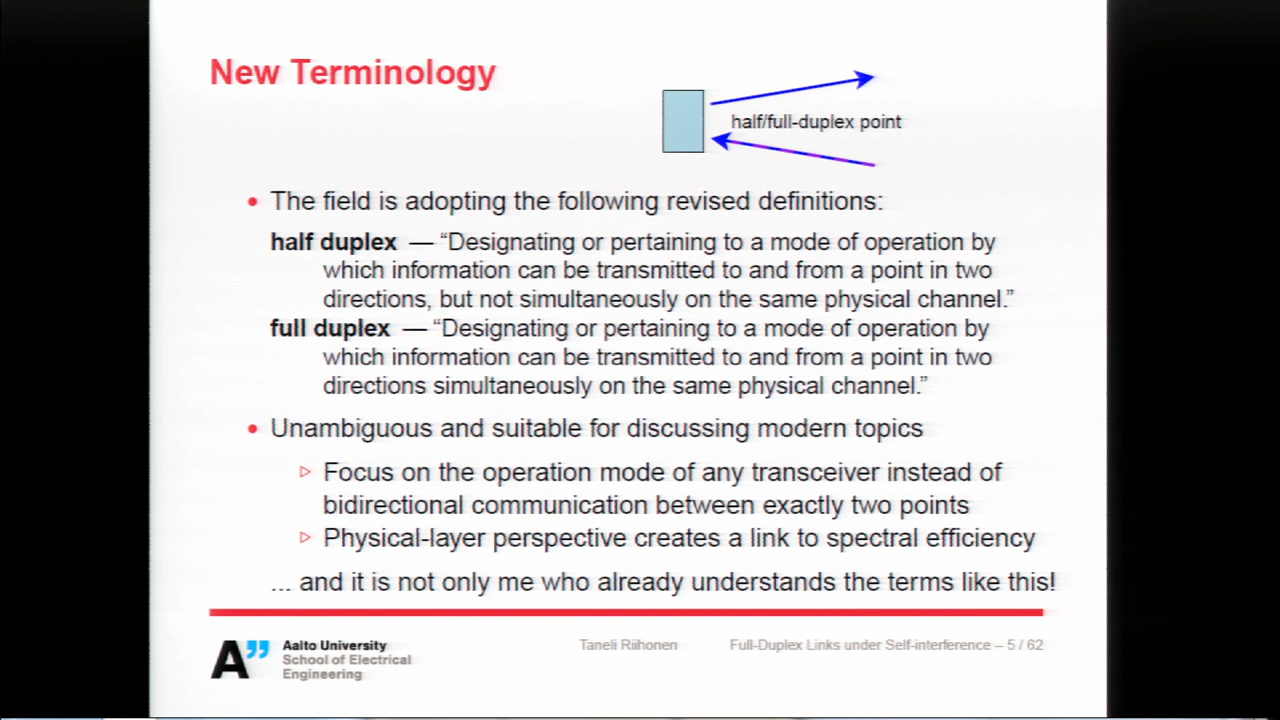 New Terminology
half/full-duplex point
• The field is adopting the following revised definitions:
half duplex — “Designating or pertaining to a mode of operation by
which information can be transmitted to and from a point in two
directions, but not simultaneously on the same physical channel.”
full duplex — “Designating or pertaining to a mode of operation by
which information can be transmitted to and from a point in two
directions simultaneously on the same physical channel.”
• Unambiguous and suitable for discussing modern topics
▷ Focus on the operation mode of any transceiver instead of
bidirectional communication between exactly two points
▷ Physical-layer perspective creates a link to spectral efficiency
... and it is not only me who already understands the terms like this!
A”
Aalto University
School of Electrical
Engineering
Taneli Riihonen
Full-Duplex Links under Self-interference – 5 / 62